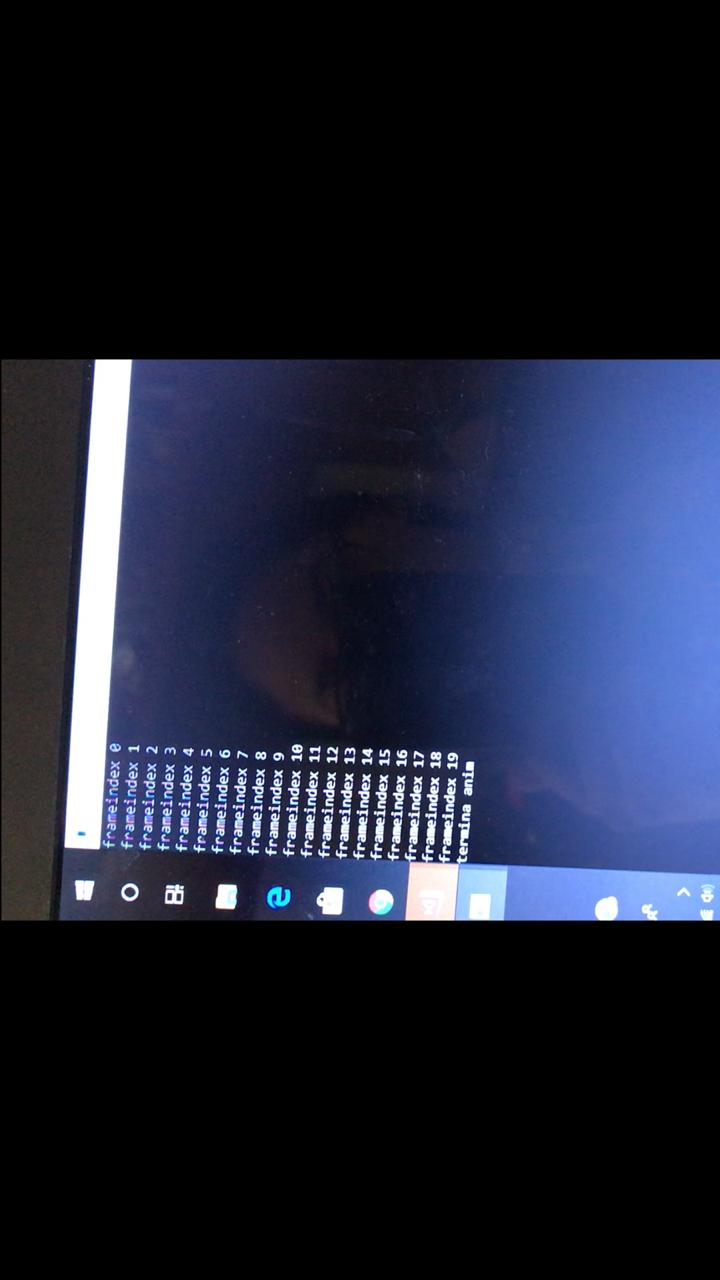 frameindex 0
frameindex 1
frameindex 2
frameindex 3
frameindex 4
frameindex 5
frameindex 6
frameindex 7
frameindex 8
frameindex 9
frameindex 10
frameindex 11
frameindex 12
frameindex 13
frameindex 14
frameindex 15
frameindex 16
frameindex 17
frameindex 18
frameindex 19
termina anim